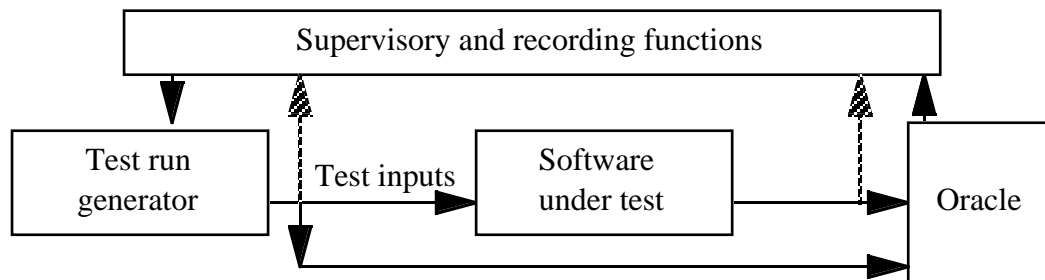 Supervisory and recording functions
Test run
generator
Test inputs
Software
under test
Oracle